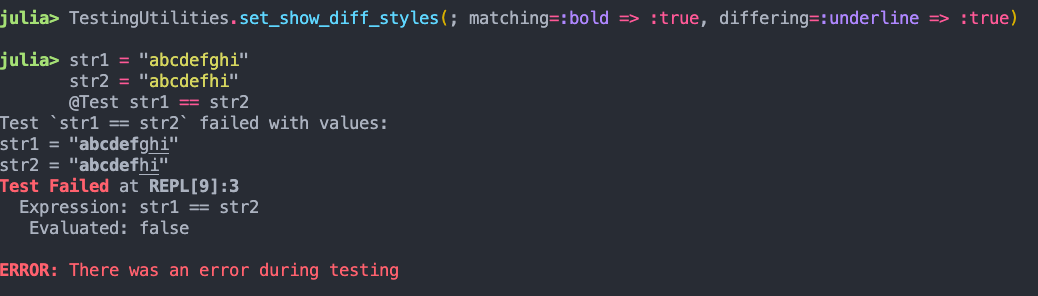 julia> TestingUtilities.set_show_diff_styles(; matching=:bold => :true, differing=:underline => :true)
julia> str1 = "abcdefghi"
str2 = "abcdefhi"
@Test str1 == str2
Test `str1 == str2` failed with values:
str1 = "abcdefghi"
str2 = "abcdefhi"
Test Failed at REPL[9]:3
Expression: str1 == str2
Evaluated: false
ERROR: There was an error during testing